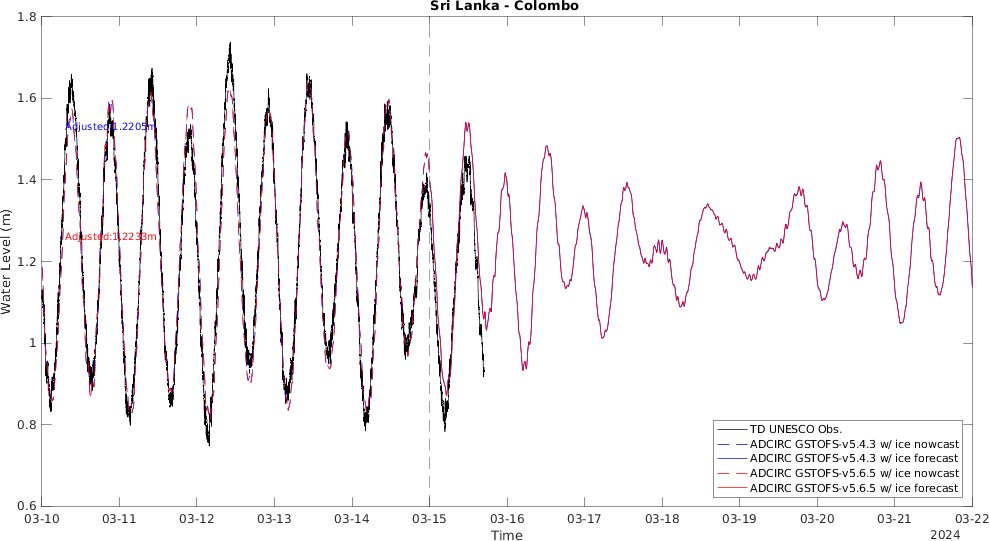 Sri Lanka - Colombo
1.8
1.6
1.4
1.2
1
0.8
0.6
Water Level (m)
Adjusted:1.2205m
Adjusted:1.2233m
TD UNESCO Obs.
ADCIRC GSTOFS-v5.4.3 w/ ice nowcast
ADCIRC GSTOFS-v5.4.3 w/ ice forecast
ADCIRC GSTOFS-v5.6.5 w/ ice nowcast
ADCIRC GSTOFS-v5.6.5 w/ ice forecast
03-10 03-11 03-12 03-13 03-14 03-15 03-16 03-17 03-18 03-19 03-20 03-21 03-22
Time
2024